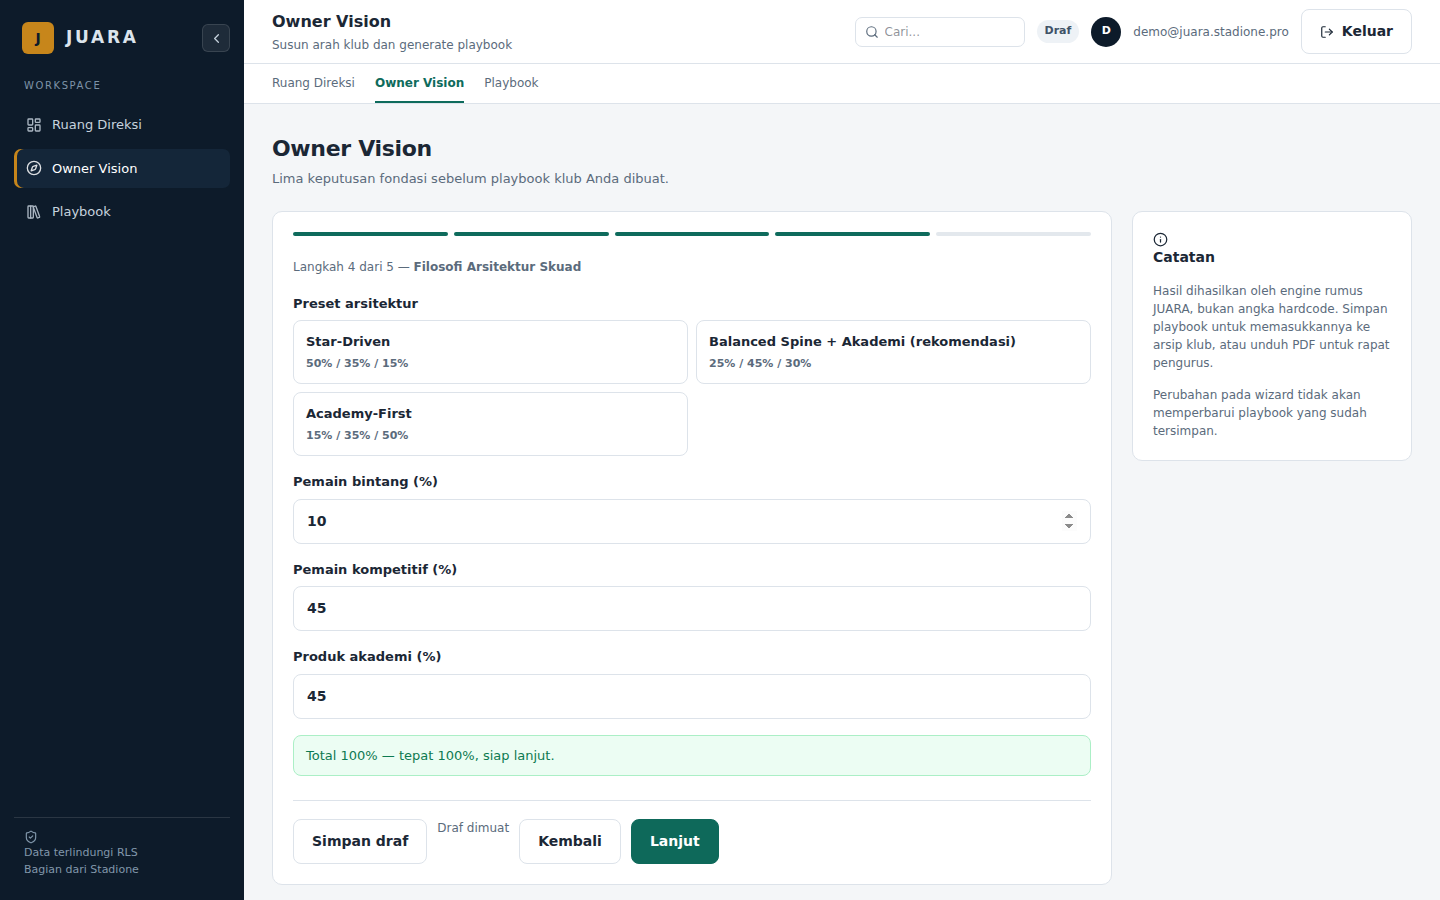 J JUARA
WORKSPACE
Ruang Direksi
Owner Vision
Playbook
Data terlindungi RLS
Bagian dari Stadione
Owner Vision
Susun arah klub dan generate playbook
Cari...
Draf
D
demo@juara.stadione.pro
Keluar
Ruang Direksi
Owner Vision
Playbook
Owner Vision
Lima keputusan fondasi sebelum playbook klub Anda dibuat.
Langkah 4 dari 5 — Filosofi Arsitektur Skuad
Preset arsitektur
Star-Driven
50% / 35% / 15%
Balanced Spine + Akademi (rekomendasi)
25% / 45% / 30%
Academy-First
15% / 35% / 50%
Pemain bintang (%)
10
Pemain kompetitif (%)
45
Produk akademi (%)
45
Total 100% — tepat 100%, siap lanjut.
Simpan draf
Draf dimuat
Kembali
Lanjut
Catatan
Hasil dihasilkan oleh engine rumus
JUARA, bukan angka hardcode. Simpan
playbook untuk memasukkannya ke
arsip klub, atau unduh PDF untuk rapat
pengurus.
Perubahan pada wizard tidak akan
memperbarui playbook yang sudah
tersimpan.